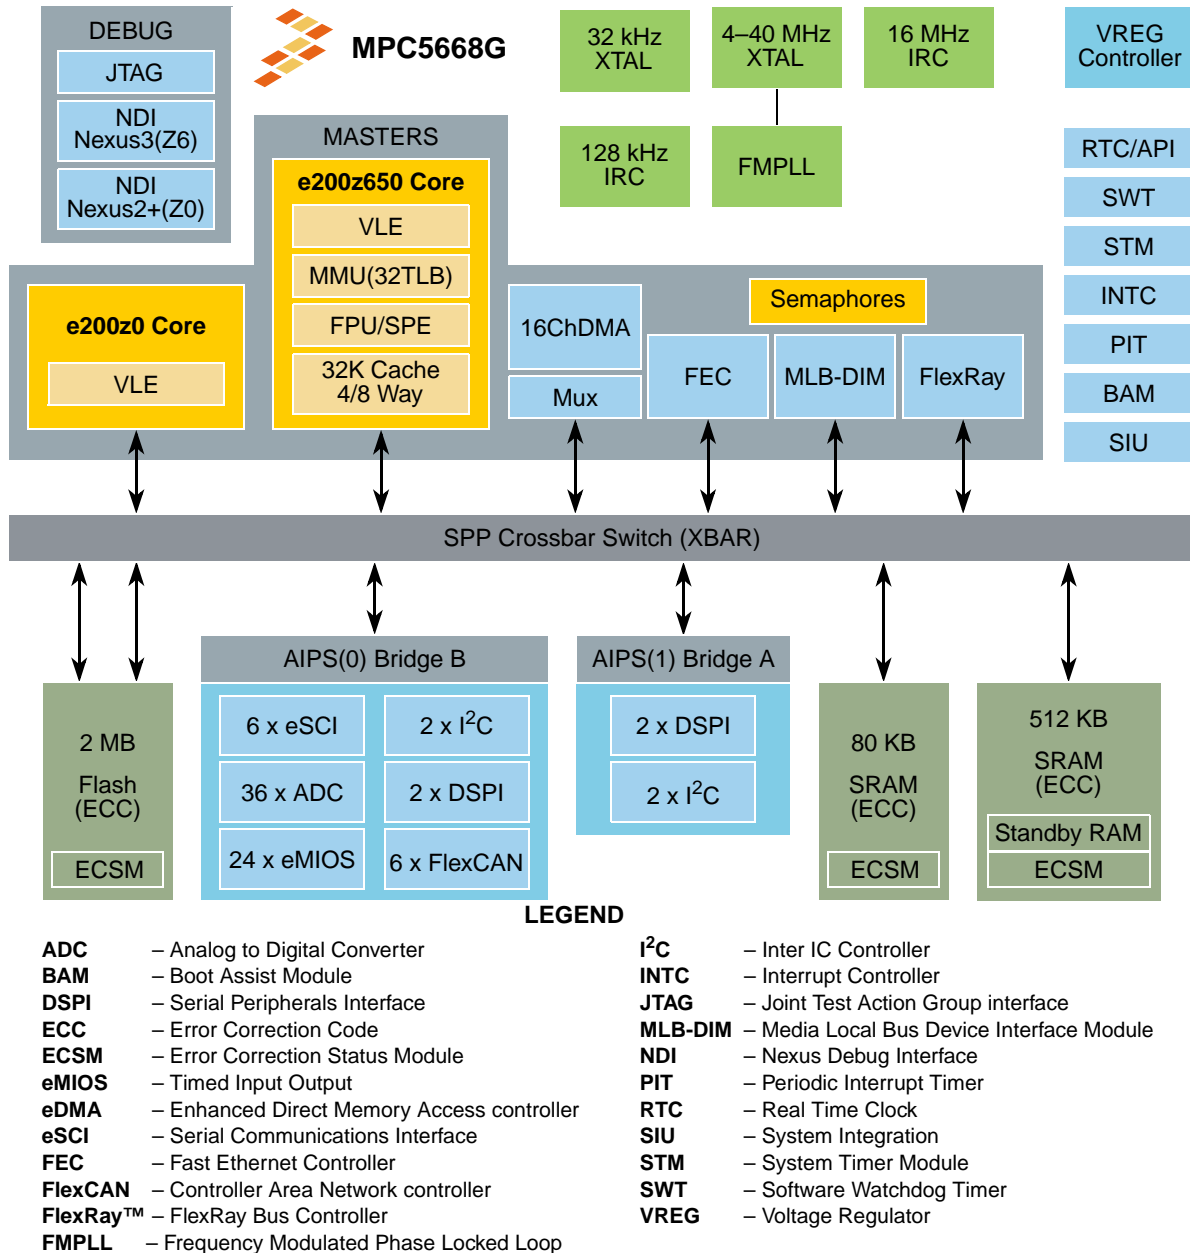 DEBUG
JTAG
NDI
Nexus3(Z6)
NDI
Nexus2+(Z0)
MPC5668G
32 kHz
XTAL
4–40 MHz
XTAL
16 MHz
IRC
128 kHz
IRC
FMPLL
VREG
Controller
RTC/API
SWT
STM
INTC
PIT
BAM
SIU
MASTERS
e200z650 Core
VLE
MMU(32TLB)
FPU/SPE
32K Cache
4/8 Way
e200z0 Core
VLE
16ChDMA
Mux
Semaphores
FEC
MLB-DIM
FlexRay
SPP Crossbar Switch (XBAR)
2 MB
Flash
(ECC)
ECSM
AIPS(0) Bridge B
6 x eSCI
2 x I²C
36 x ADC
2 x DSPI
24 x eMIOS
6 x FlexCAN
AIPS(1) Bridge A
2 x DSPI
2 x I²C
80 KB
SRAM
(ECC)
ECSM
512 KB
SRAM
(ECC)
Standby RAM
ECSM
LEGEND
ADC – Analog to Digital Converter
BAM – Boot Assist Module
DSPI – Serial Peripherals Interface
ECC – Error Correction Code
ECSM – Error Correction Status Module
eMIOS – Timed Input Output
eDMA – Enhanced Direct Memory Access controller
eSCI – Serial Communications Interface
FEC – Fast Ethernet Controller
FlexCAN – Controller Area Network controller
FlexRay™ – FlexRay Bus Controller
FMPLL – Frequency Modulated Phase Locked Loop
I²C – Inter IC Controller
INTC – Interrupt Controller
JTAG – Joint Test Action Group interface
MLB-DIM – Media Local Bus Device Interface Module
NDI – Nexus Debug Interface
PIT – Periodic Interrupt Timer
RTC – Real Time Clock
SIU – System Integration
STM – System Timer Module
SWT – Software Watchdog Timer
VREG – Voltage Regulator